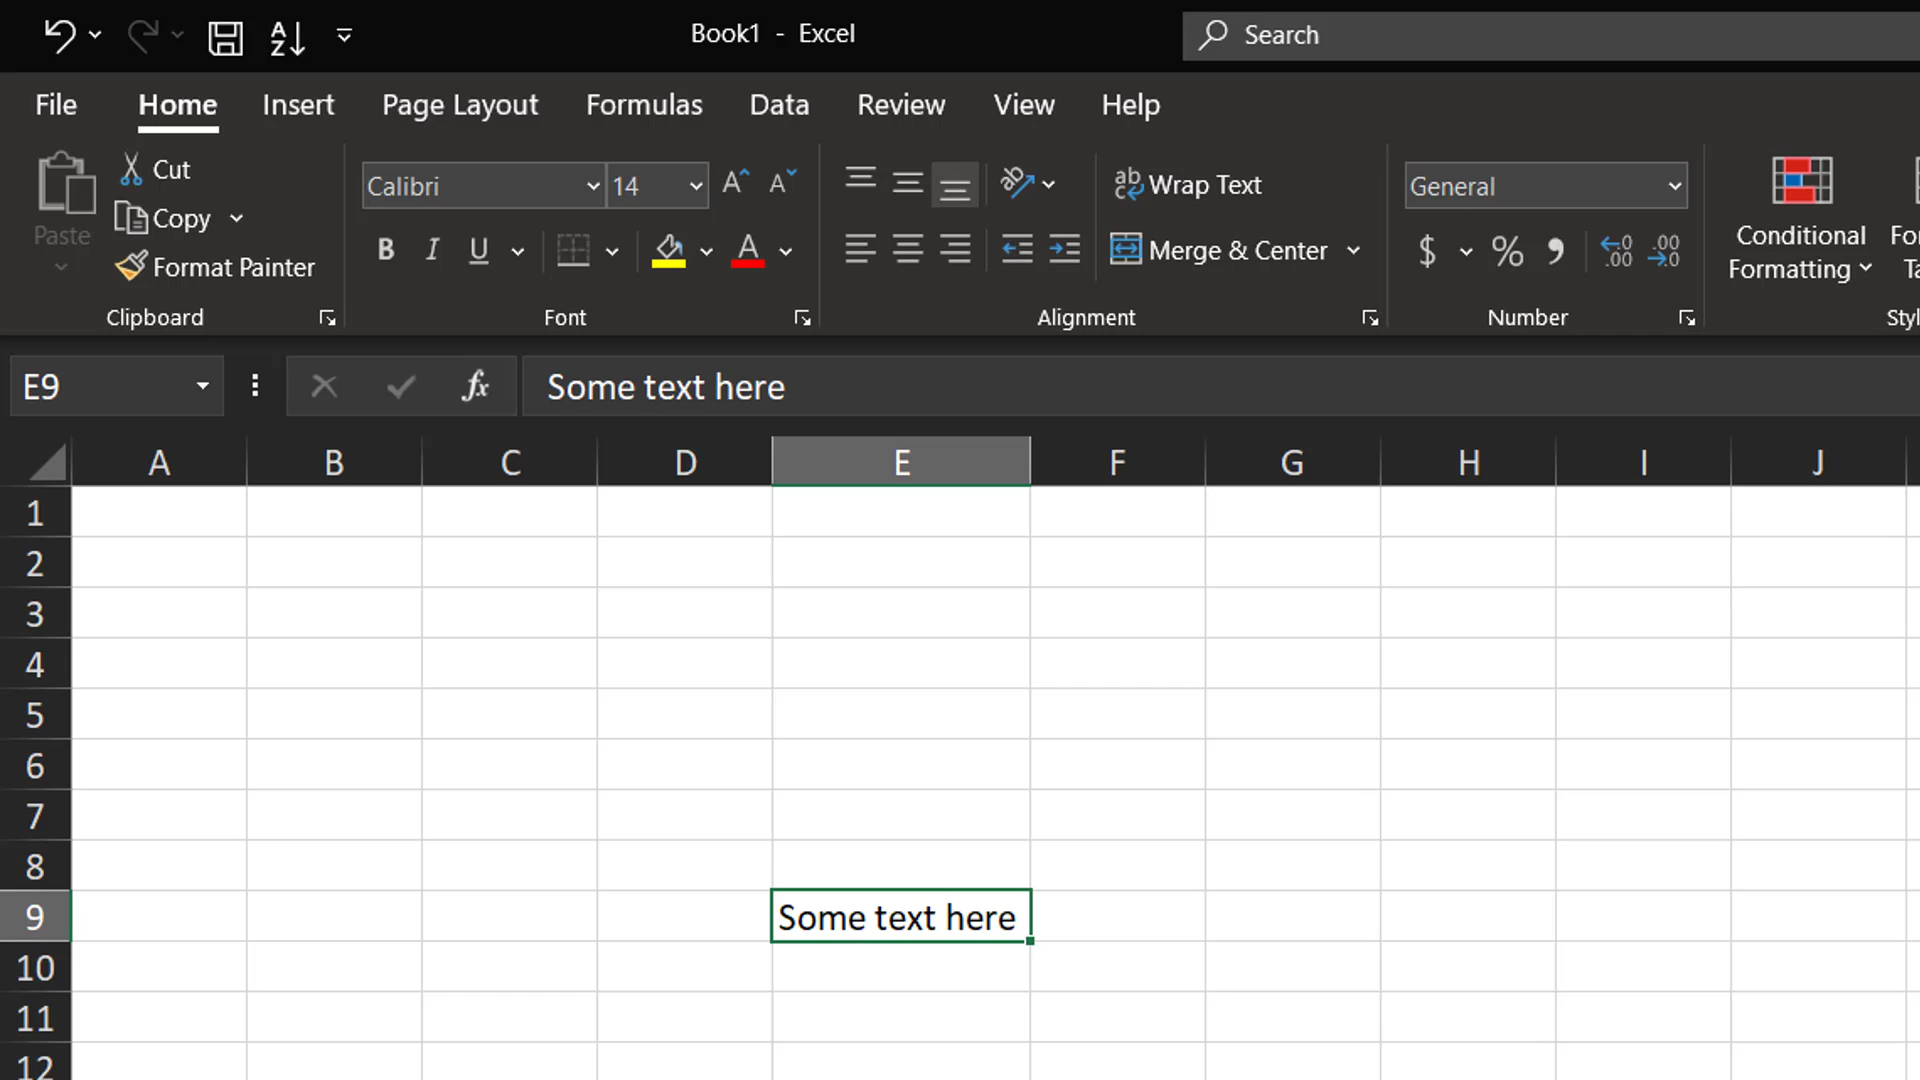 Book1 - Excel
Search
File Home Insert Page Layout Formulas Data Review View Help
Paste
Cut
Copy
Format Painter
Clipboard
Calibri 14
B I U
Font
Wrap Text
Merge & Center
Alignment
General
$ % 9
Number
Conditional
Formatting
E9 fx Some text here
A B C D E F G H I J
1
2
3
4
5
6
7
8
9 Some text here
10
11
12